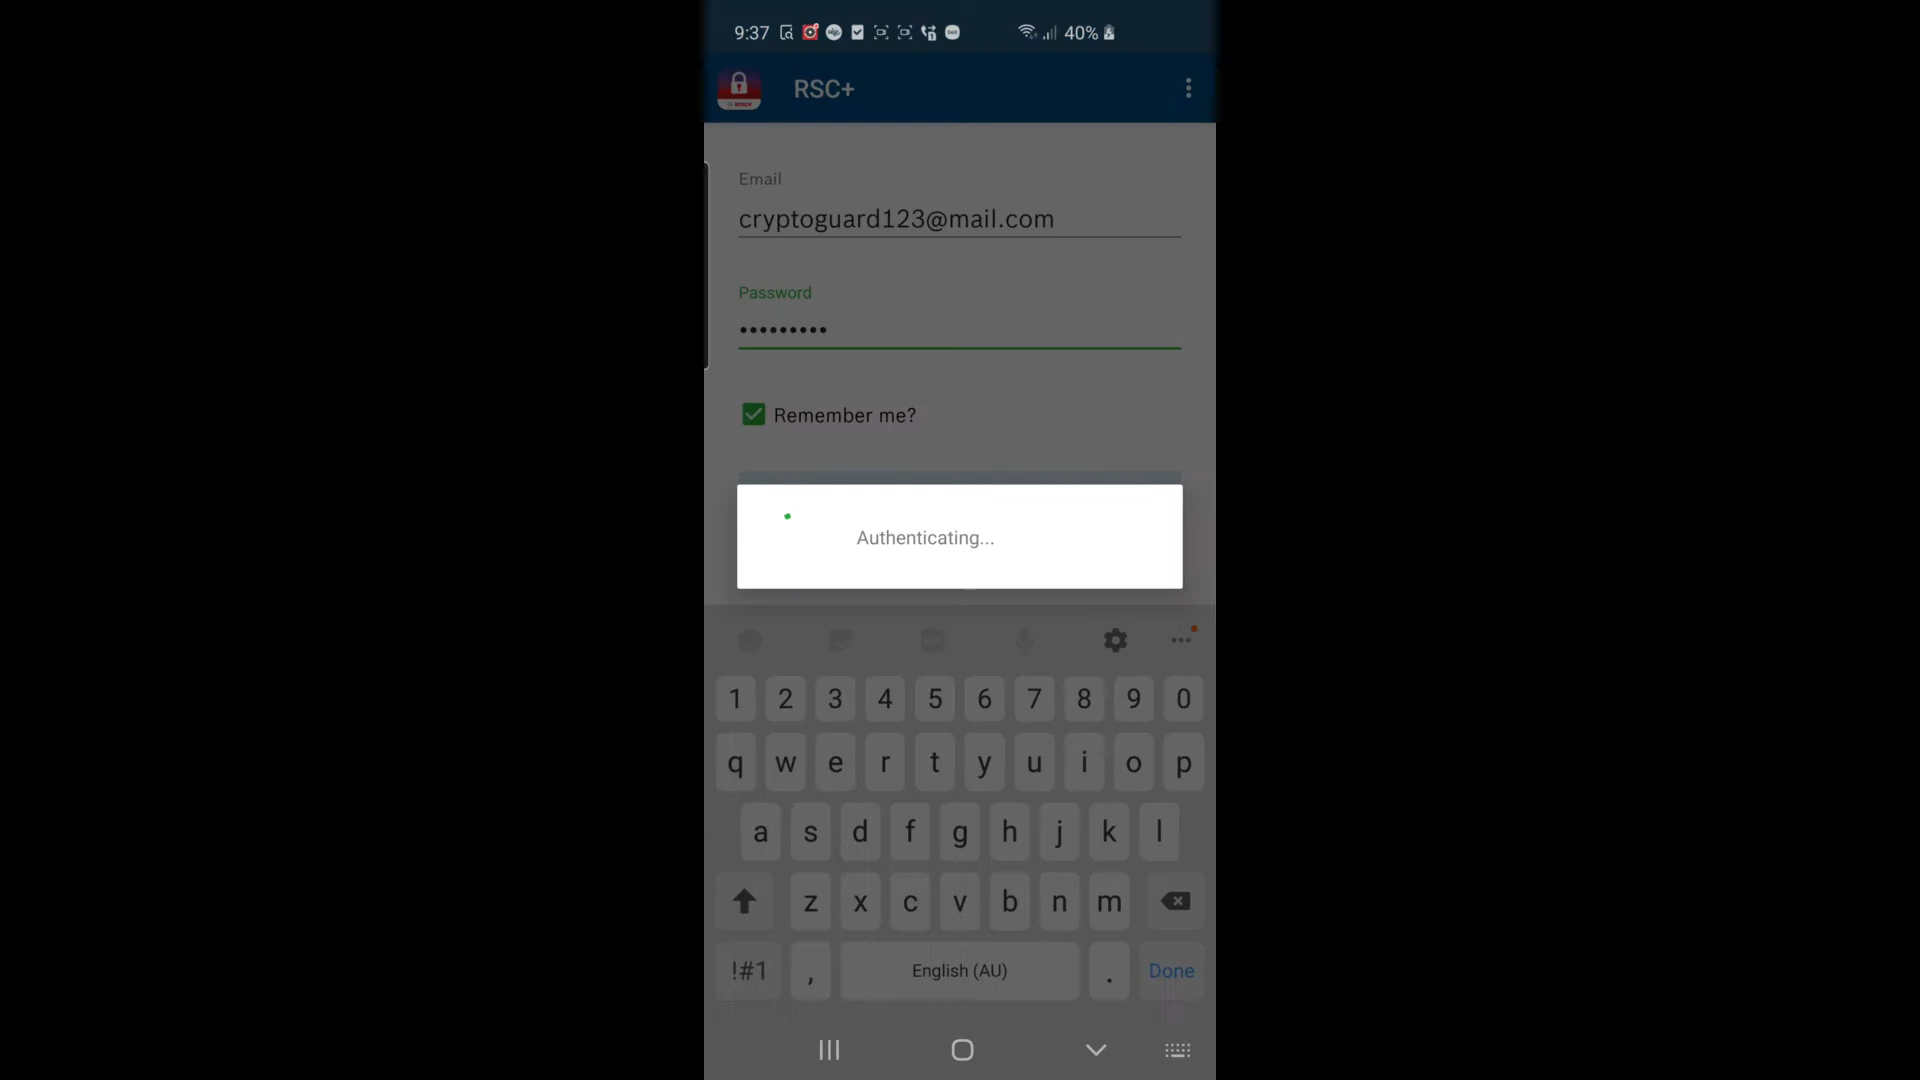 9:37
40%
BOSCH
RSC+
Email
cryptoguard123@mail.com
Password
•••••••••
Remember me?
Authenticating...
1 2 3 4 5 6 7 8 9 0
q w e r t y u i o p
a s d f g h j k l
z x c v b n m
!#1 , English (AU) . Done